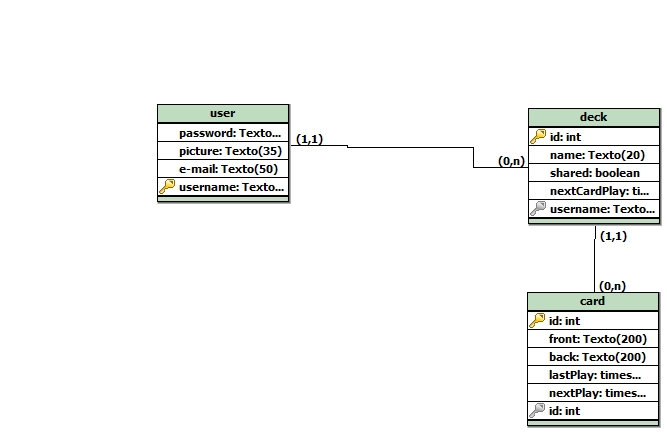 user
password: Texto...
picture: Texto(35)
e-mail: Texto(50)
username: Texto...
(1,1)
(0,n)
deck
id: int
name: Texto(20)
shared: boolean
nextCardPlay: ti...
username: Texto...
(1,1)
(0,n)
card
id: int
front: Texto(200)
back: Texto(200)
lastPlay: times...
nextPlay: times...
id: int